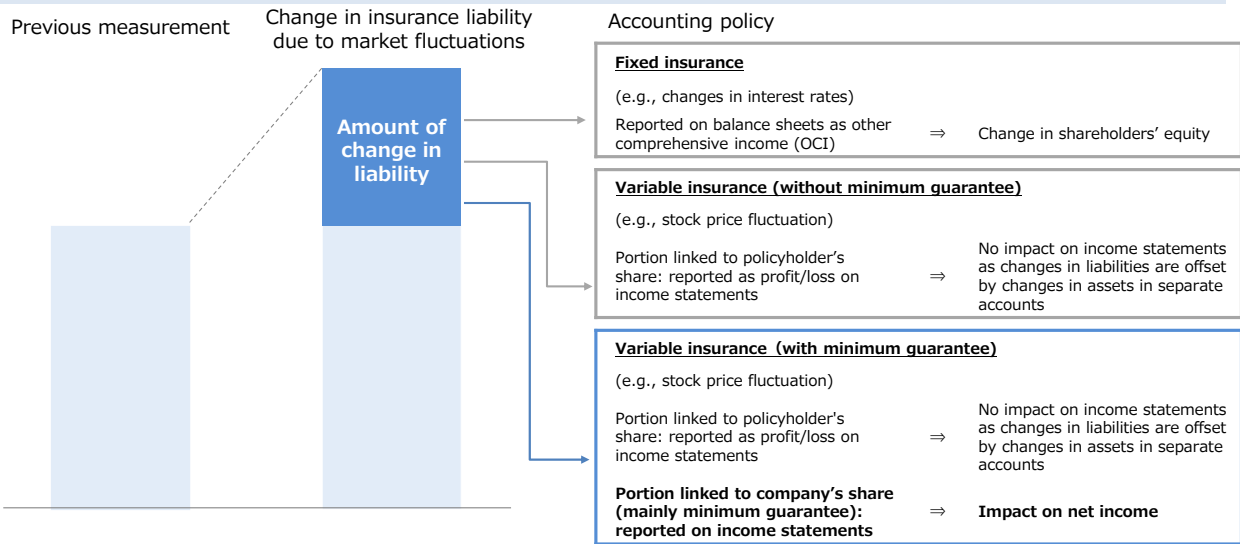 Previous measurement
Change in insurance liability
due to market fluctuations
Accounting policy
Amount of
change in
liability
Fixed insurance
(e.g., changes in interest rates)
Reported on balance sheets as other
comprehensive income (OCI)
⇒
Change in shareholders’ equity
Variable insurance (without minimum guarantee)
(e.g., stock price fluctuation)
Portion linked to policyholder’s
share: reported as profit/loss on
income statements
⇒
No impact on income statements
as changes in liabilities are offset
by changes in assets in separate
accounts
Variable insurance (with minimum guarantee)
(e.g., stock price fluctuation)
Portion linked to policyholder's
share: reported as profit/loss on
income statements
⇒
No impact on income statements
as changes in liabilities are offset
by changes in assets in separate
accounts
Portion linked to company’s share
(mainly minimum guarantee):
reported on income statements
⇒
Impact on net income